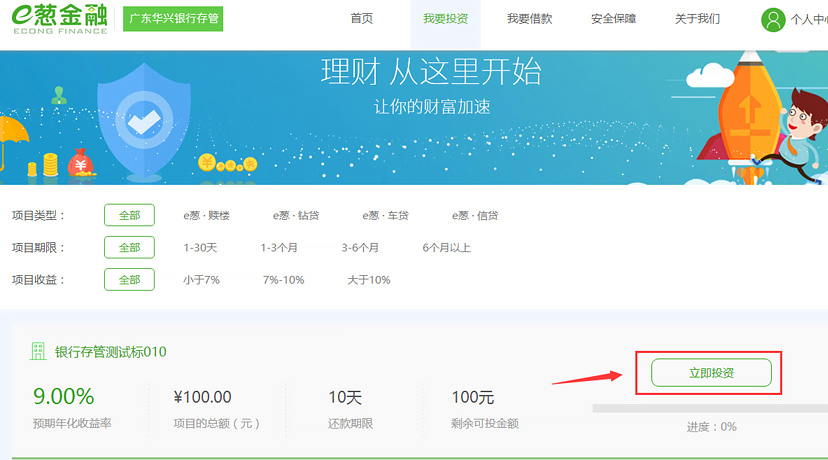 e葱金融
ECONG FINANCE
广东华兴银行存管
首页 我要投资 我要借款 安全保障 关于我们 个人中心
理财 从这里开始
让你的财富加速
项目类型： 全部 e葱 · 赎楼 e葱 · 钻贷 e葱 · 车贷 e葱 · 信贷
项目期限： 全部 1-30天 1-3个月 3-6个月 6个月以上
项目收益： 全部 小于7% 7%-10% 大于10%
银行存管测试标010
立即投资
9.00% ¥100.00 10天 100元
预期年化收益率 项目的总额（元） 还款期限 剩余可投金额
进度：0%